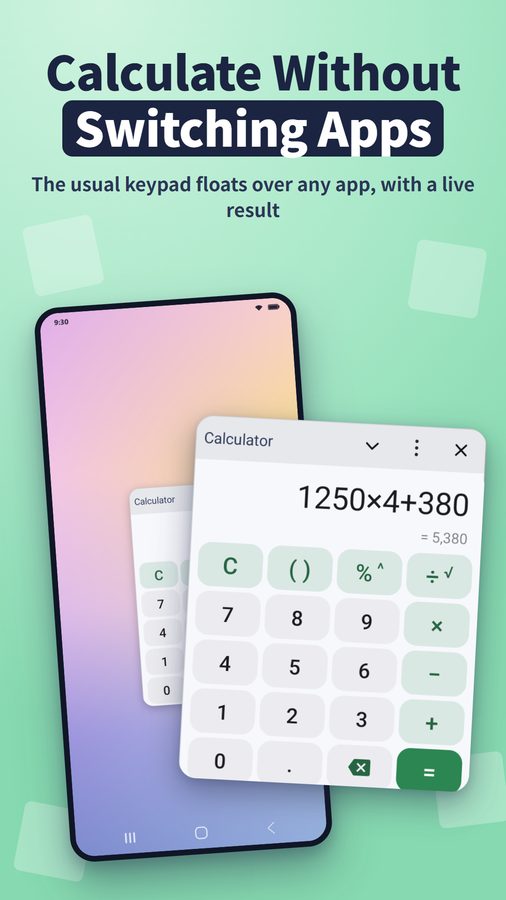 Calculate Without
Switching Apps
The usual keypad floats over any app, with a live
result
9:30
Calculator
C
7
4
1
0
Calculator
1250×4+380
= 5,380
C ( ) % ^ ÷ √
7 8 9 ×
4 5 6 −
1 2 3 +
0 . =